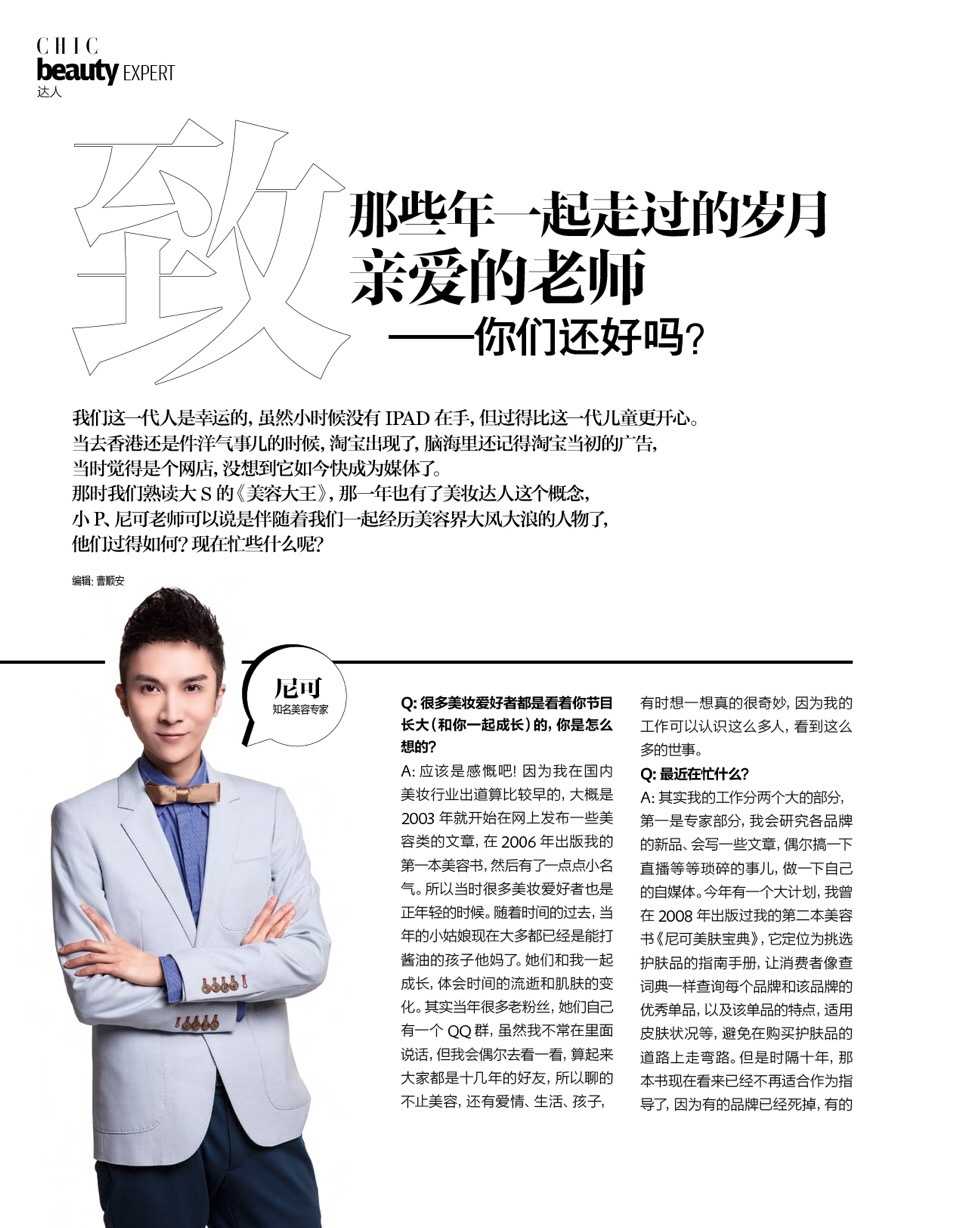 CHIC
beauty EXPERT
达人
致
那些年一起走过的岁月
亲爱的老师
——你们还好吗?
我们这一代人是幸运的, 虽然小时候没有 IPAD 在手, 但过得比这一代儿童更开心。
当去香港还是件洋气事儿的时候, 淘宝出现了, 脑海里还记得淘宝当初的广告,
当时觉得是个网店, 没想到它如今快成为媒体了。
那时我们熟读大 S 的《美容大王》, 那一年也有了美妆达人这个概念,
小 P、尼可老师可以说是伴随着我们一起经历美容界大风大浪的人物了,
他们过得如何? 现在忙些什么呢?
编辑: 曹顺安
尼可
知名美容专家
Q: 很多美妆爱好者都是看着你节目
长大 (和你一起成长) 的, 你是怎么
想的?
A: 应该是感慨吧! 因为我在国内
美妆行业出道算比较早的, 大概是
2003 年就开始在网上发布一些美
容类的文章, 在 2006 年出版我的
第一本美容书, 然后有了一点点小名
气。所以当时很多美妆爱好者也是
正年轻的时候。随着时间的过去, 当
年的小姑娘现在大多都已经是能打
酱油的孩子他妈了。她们和我一起
成长, 体会时间的流逝和肌肤的变
化。其实当年很多老粉丝, 她们自己
有一个 QQ 群, 虽然我不常在里面
说话, 但我会偶尔去看一看, 算起来
大家都是十几年的好友, 所以聊的
不止美容, 还有爱情、生活、孩子,
有时想一想真的很奇妙, 因为我的
工作可以认识这么多人, 看到这么
多的世事。
Q: 最近在忙什么?
A: 其实我的工作分两个大的部分,
第一是专家部分, 我会研究各品牌
的新品、会写一些文章, 偶尔搞一下
直播等等琐碎的事儿, 做一下自己
的自媒体。今年有一个大计划, 我曾
在 2008 年出版过我的第二本美容
书《尼可美肤宝典》, 它定位为挑选
护肤品的指南手册, 让消费者像查
词典一样查询每个品牌和该品牌的
优秀单品, 以及该单品的特点, 适用
皮肤状况等, 避免在购买护肤品的
道路上走弯路。但是时隔十年, 那
本书现在看来已经不再适合作为指
导了, 因为有的品牌已经死掉, 有的